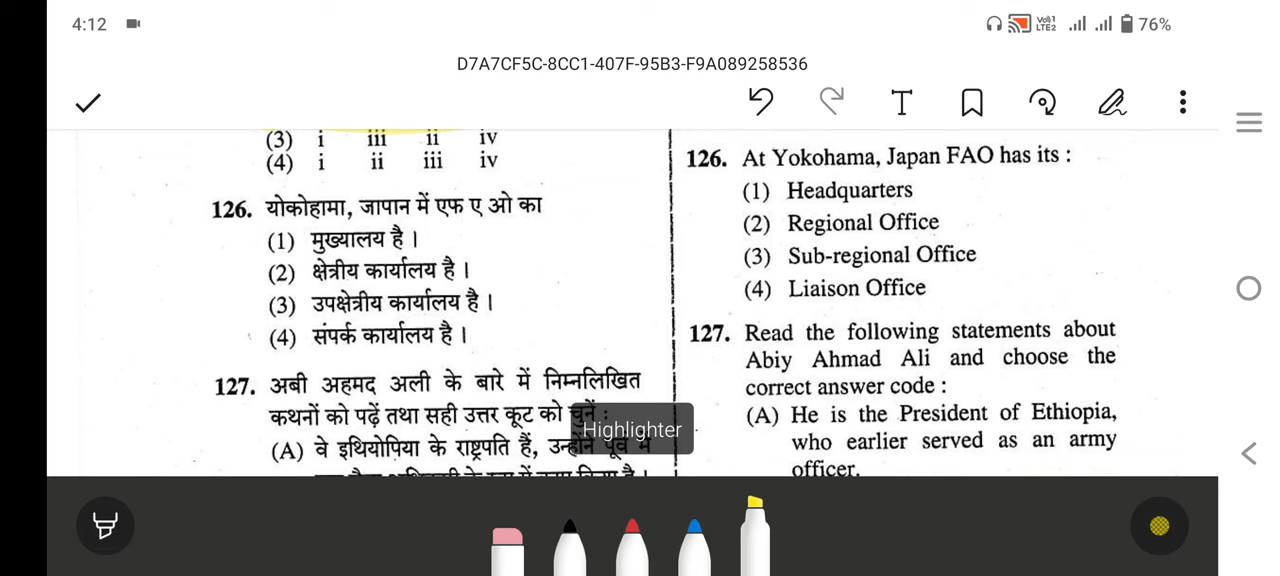 4:12
Vo)) 1
LTE2
76%
D7A7CF5C-8CC1-407F-95B3-F9A089258536
T
(3) i iii ii iv
(4) i ii iii iv
126. योकोहामा, जापान में एफ ए ओ का
(1) मुख्यालय है ।
(2) क्षेत्रीय कार्यालय है ।
(3) उपक्षेत्रीय कार्यालय है ।
(4) संपर्क कार्यालय है ।
127. अबी अहमद अली के बारे में निम्नलिखित
कथनों को पढ़ें तथा सही उत्तर कूट को चुनें :
(A) वे इथियोपिया के राष्ट्रपति हैं, उन्होंने पूर्व में
126. At Yokohama, Japan FAO has its :
(1) Headquarters
(2) Regional Office
(3) Sub-regional Office
(4) Liaison Office
127. Read the following statements about
Abiy Ahmad Ali and choose the
correct answer code :
(A) He is the President of Ethiopia,
who earlier served as an army
officer.
Highlighter